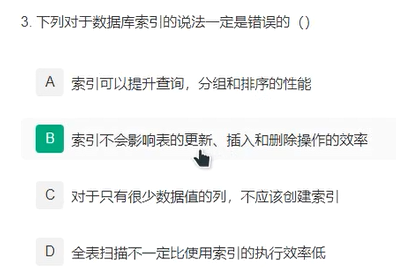 3. 下列对于数据库索引的说法一定是错误的（）
A 索引可以提升查询，分组和排序的性能
B 索引不会影响表的更新、插入和删除操作的效率
C 对于只有很少数据值的列，不应该创建索引
D 全表扫描不一定比使用索引的执行效率低